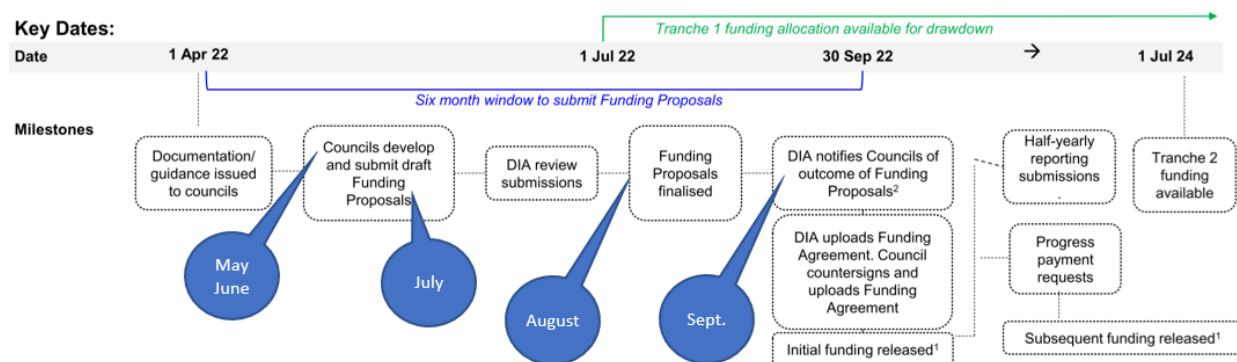 Key Dates:
Tranche 1 funding allocation available for drawdown
Date
1 Apr 22
1 Jul 22
30 Sep 22
→
1 Jul 24
Six month window to submit Funding Proposals
Milestones
Documentation/
guidance issued
to councils
Councils develop
and submit draft
Funding
Proposals
DIA review
submissions
Funding
Proposals
finalised
DIA notifies Councils of
outcome of Funding
Proposals²
DIA uploads Funding
Agreement. Council
countersigns and
uploads Funding
Agreement
Initial funding released¹
Half-yearly
reporting
submissions
Progress
payment
requests
Subsequent funding released¹
Tranche 2
funding
available
May
June
July
August
Sept.